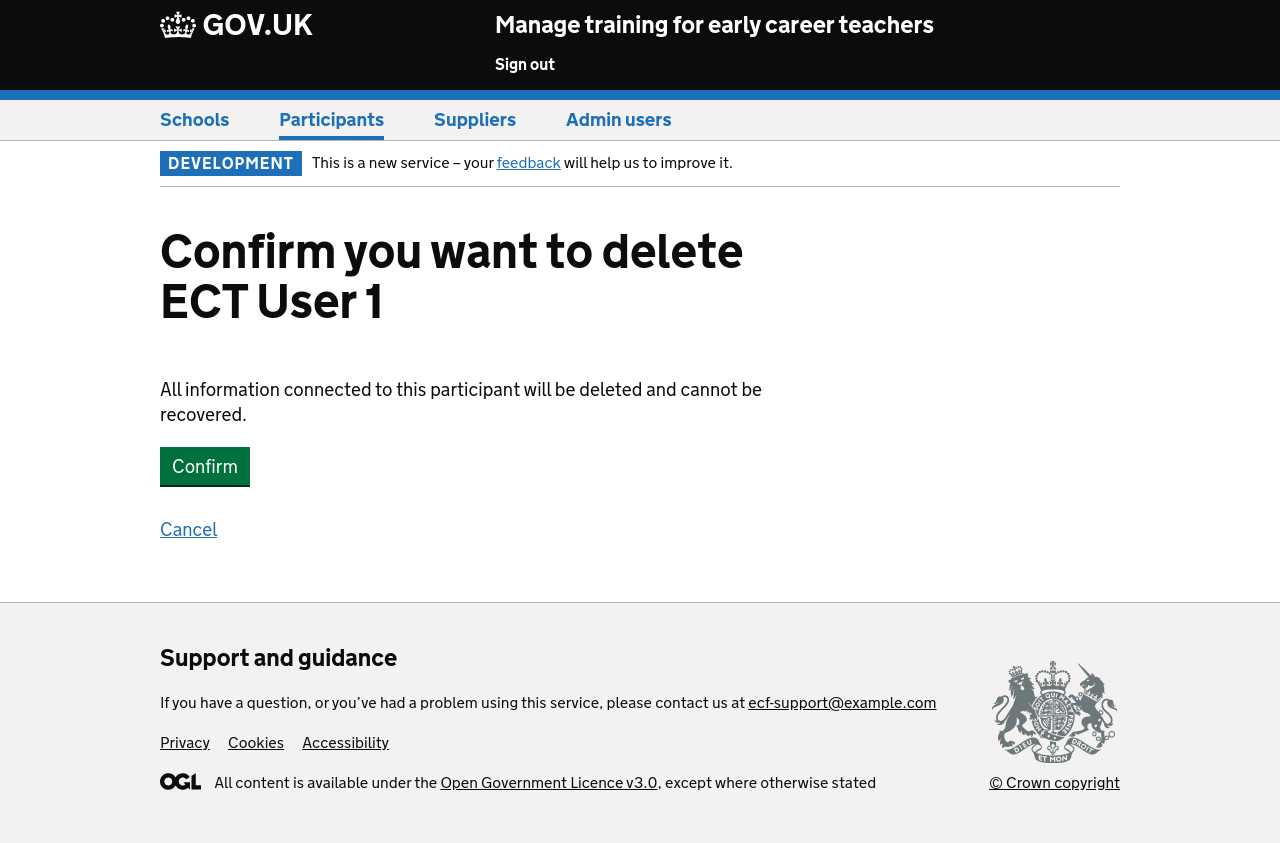 GOV.UK
Manage training for early career teachers
Sign out
Schools
Participants
Suppliers
Admin users
DEVELOPMENT
This is a new service – your feedback will help us to improve it.
Confirm you want to delete
ECT User 1
All information connected to this participant will be deleted and cannot be
recovered.
Confirm
Cancel
Support and guidance
If you have a question, or you’ve had a problem using this service, please contact us at ecf-support@example.com
Privacy
Cookies
Accessibility
OGL
All content is available under the Open Government Licence v3.0, except where otherwise stated
DIEU ET MON DROIT
© Crown copyright